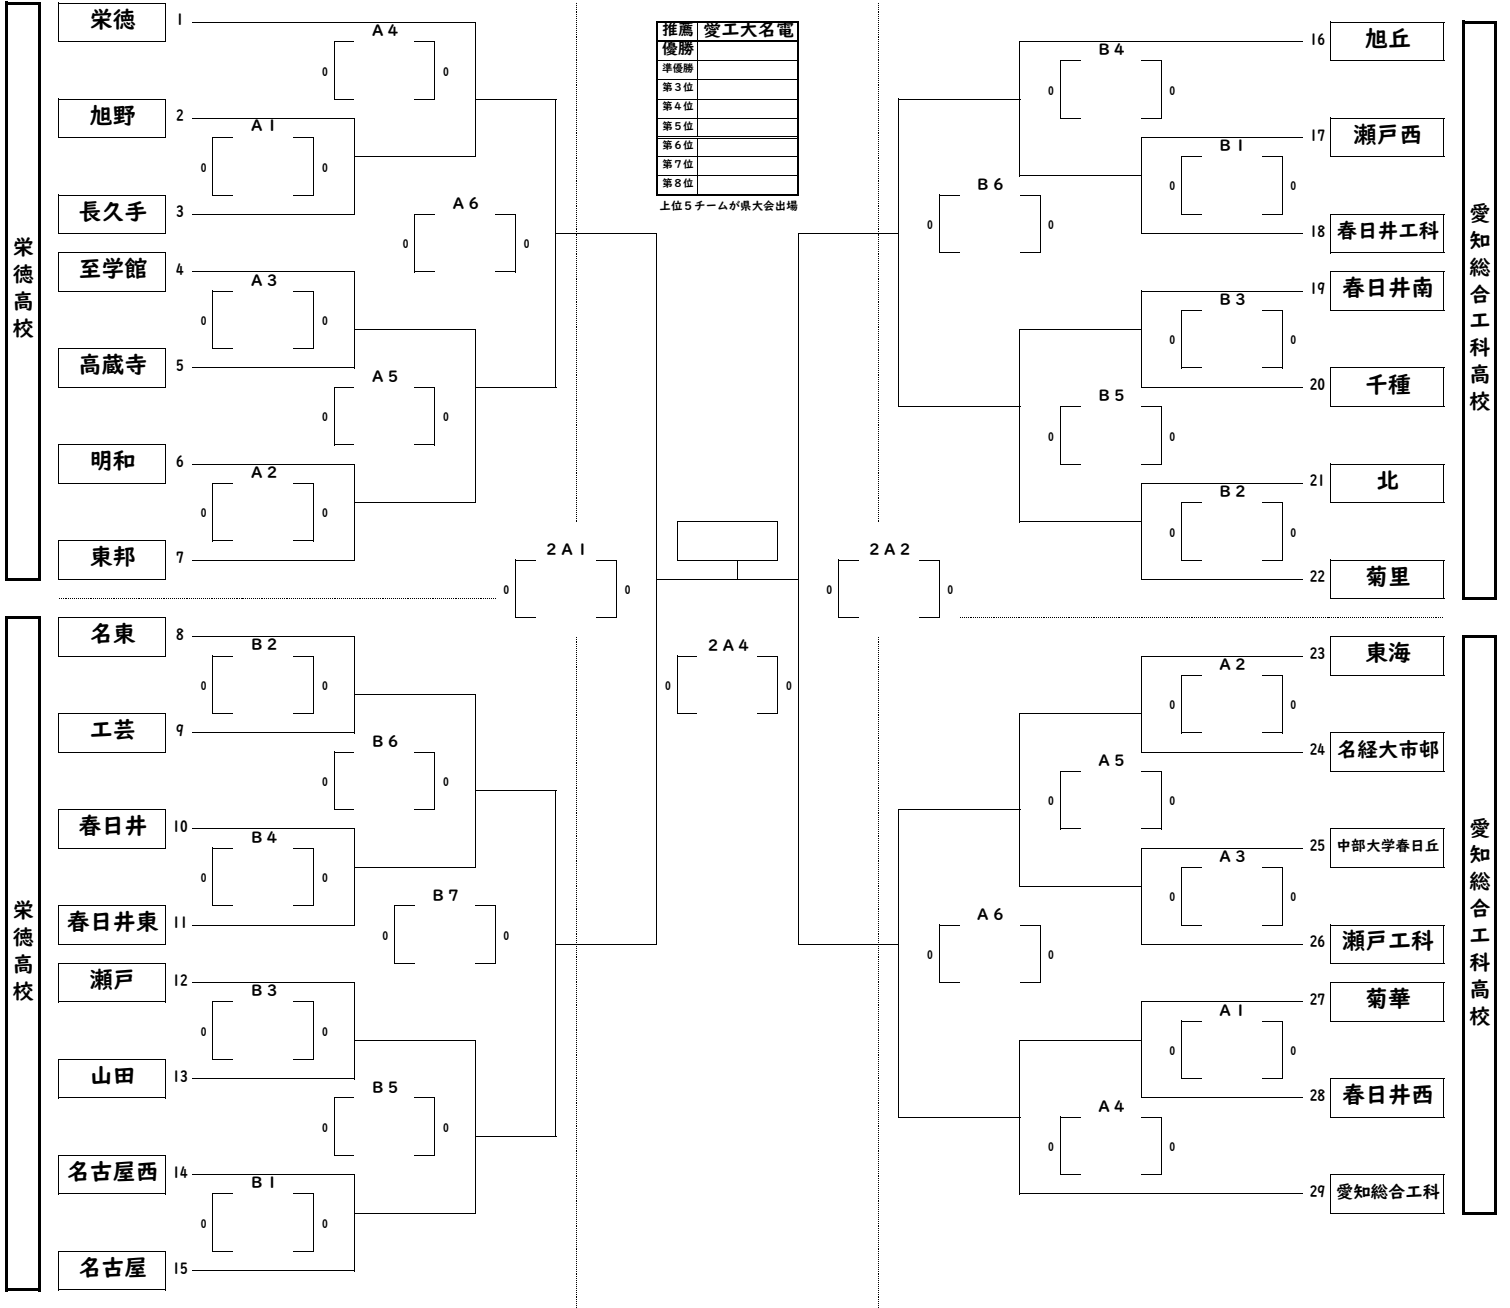 栄徳高校
栄徳 1
A4
0 0
旭野 2
A1
0 0
長久手 3
A6
0 0
至学館 4
A3
0 0
高蔵寺 5
A5
0 0
明和 6
A2
0 0
東邦 7
2A1
0 0
栄徳高校
名東 8
B2
0 0
工芸 9
B6
0 0
春日井 10
B4
0 0
春日井東 11
B7
0 0
瀬戸 12
B3
0 0
山田 13
B5
0 0
名古屋西 14
B1
0 0
名古屋 15
推薦 愛工大名電
優勝
準優勝
第3位
第4位
第5位
第6位
第7位
第8位
上位5チームが県大会出場
2A4
0 0
愛知総合工科高校
16 旭丘
B4
0 0
17 瀬戸西
B1
0 0
18 春日井工科
B6
0 0
19 春日井南
B3
0 0
20 千種
B5
0 0
21 北
B2
0 0
22 菊里
2A2
0 0
愛知総合工科高校
23 東海
A2
0 0
24 名経大市邨
A5
0 0
25 中部大学春日丘
A3
0 0
26 瀬戸工科
A6
0 0
27 菊華
A1
0 0
28 春日井西
A4
0 0
29 愛知総合工科